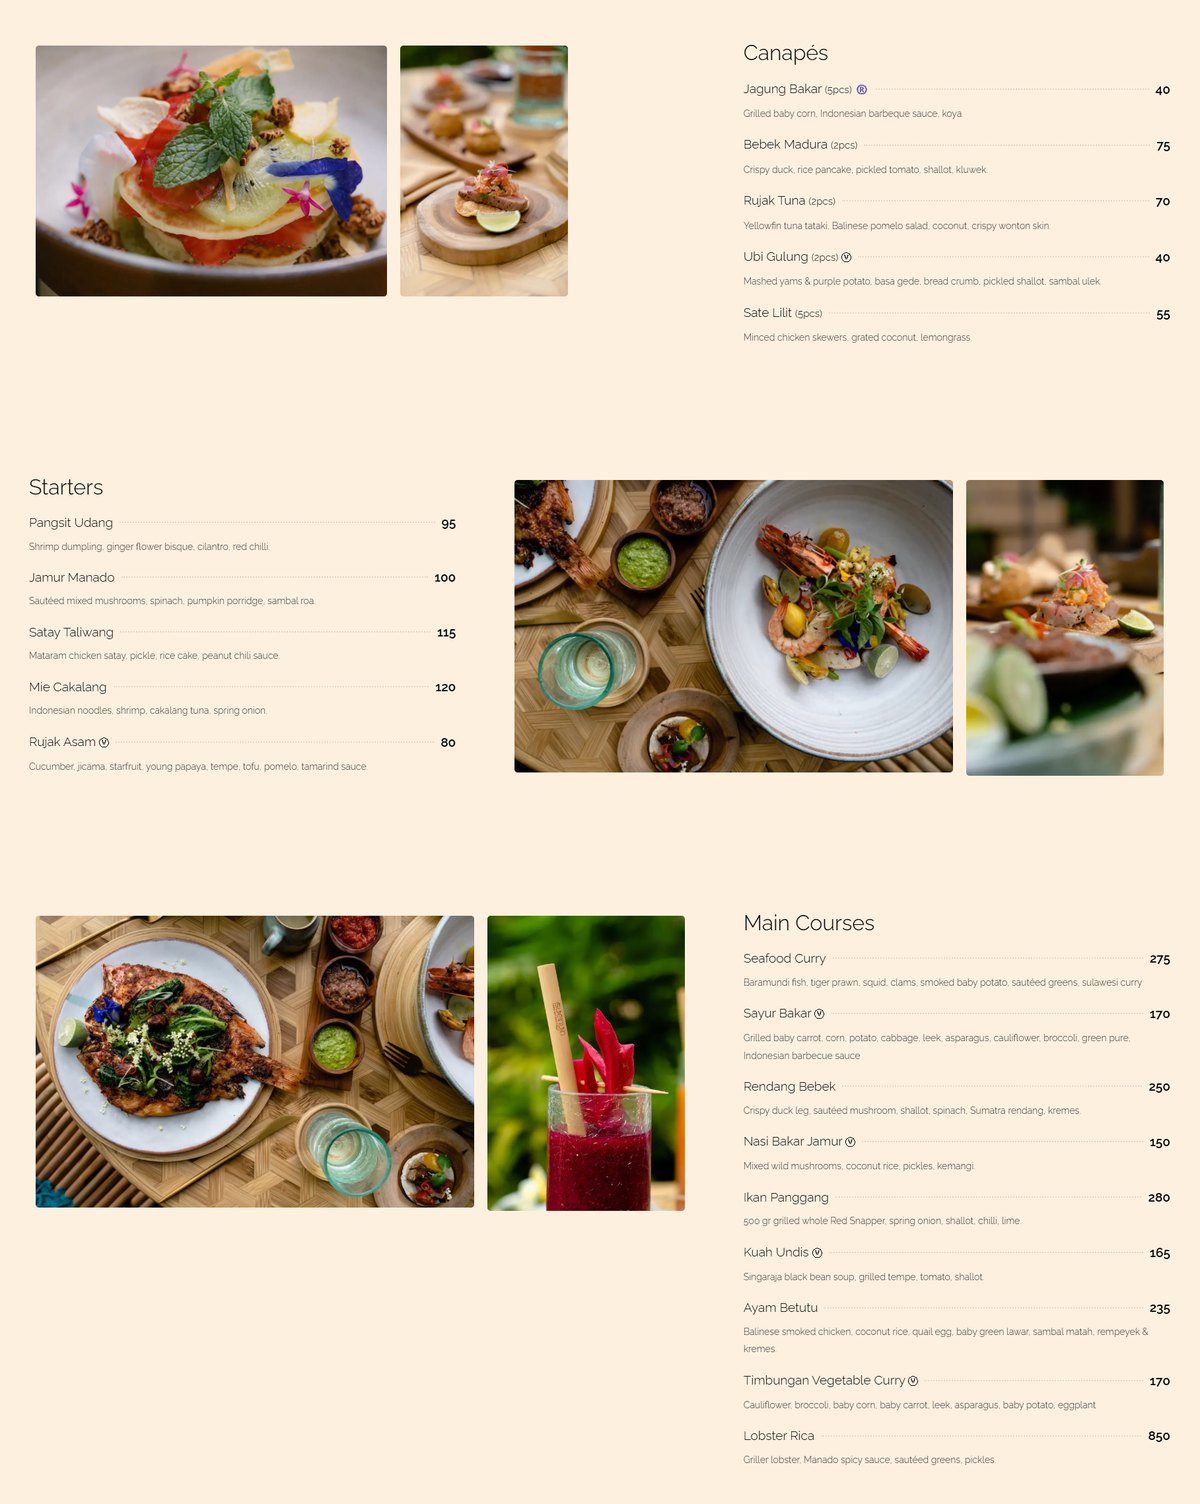 Canapés
Jagung Bakar (5pcs) Ⓡ 40
Grilled baby corn, Indonesian barbeque sauce, koya.
Bebek Madura (2pcs) 75
Crispy duck, rice pancake, pickled tomato, shallot, kluwek.
Rujak Tuna (2pcs) 70
Yellowfin tuna tataki, Balinese pomelo salad, coconut, crispy wonton skin.
Ubi Gulung (2pcs) Ⓥ 40
Mashed yams & purple potato, basa gede, bread crumb, pickled shallot, sambal ulek.
Sate Lilit (5pcs) 55
Minced chicken skewers, grated coconut, lemongrass.
Starters
Pangsit Udang 95
Shrimp dumpling, ginger flower bisque, cilantro, red chilli.
Jamur Manado 100
Sautéed mixed mushrooms, spinach, pumpkin porridge, sambal roa.
Satay Taliwang 115
Mataram chicken satay, pickle, rice cake, peanut chili sauce.
Mie Cakalang 120
Indonesian noodles, shrimp, cakalang tuna, spring onion.
Rujak Asam Ⓥ 80
Cucumber, jicama, starfruit, young papaya, tempe, tofu, pomelo, tamarind sauce.
Main Courses
Seafood Curry 275
Baramundi fish, tiger prawn, squid, clams, smoked baby potato, sautéed greens, sulawesi curry
Sayur Bakar Ⓥ 170
Grilled baby carrot, corn, potato, cabbage, leek, asparagus, cauliflower, broccoli, green pure,
Indonesian barbecue sauce
Rendang Bebek 250
Crispy duck leg, sautéed mushroom, shallot, spinach, Sumatra rendang, kremes.
Nasi Bakar Jamur Ⓥ 150
Mixed wild mushrooms, coconut rice, pickles, kemangi.
Ikan Panggang 280
500 gr grilled whole Red Snapper, spring onion, shallot, chilli, lime.
Kuah Undis Ⓥ 165
Singaraja black bean soup, grilled tempe, tomato, shallot.
Ayam Betutu 235
Balinese smoked chicken, coconut rice, quail egg, baby green lawar, sambal matah, rempeyek &
kremes.
Timbungan Vegetable Curry Ⓥ 170
Cauliflower, broccoli, baby corn, baby carrot, leek, asparagus, baby potato, eggplant
Lobster Rica 850
Griller lobster, Manado spicy sauce, sautéed greens, pickles.